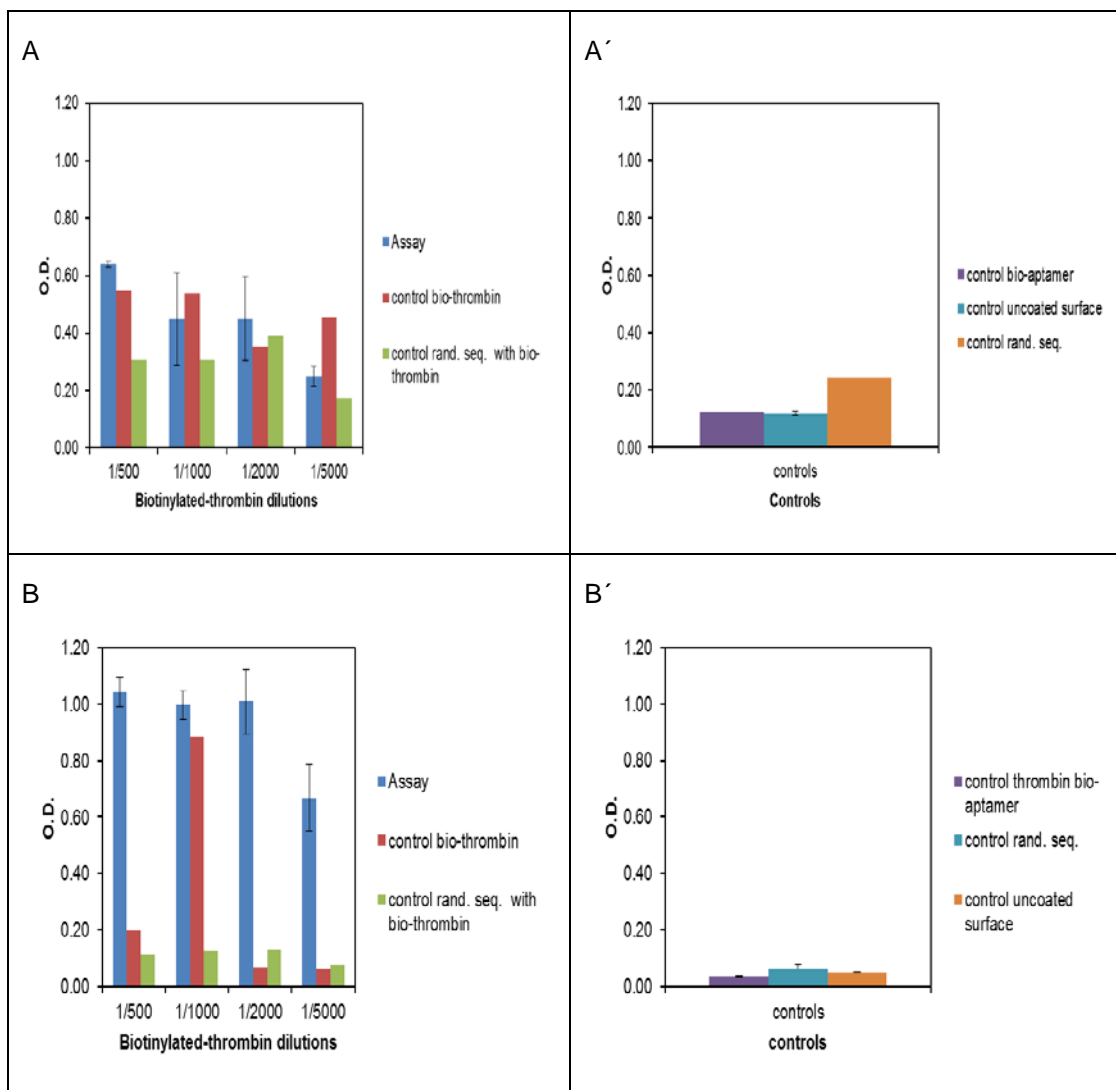 A
1.20
1.00
0.80
0.60
0.40
0.20
0.00
O.D.
1/500 1/1000 1/2000 1/5000
Biotinylated-thrombin dilutions
Assay
control bio-thrombin
control rand. seq. with bio-
thrombin
A´
1.20
1.00
0.80
0.60
0.40
0.20
0.00
O.D.
controls
Controls
control bio-aptamer
control uncoated surface
control rand. seq.
B
1.20
1.00
0.80
0.60
0.40
0.20
0.00
O.D.
1/500 1/1000 1/2000 1/5000
Biotinylated-thrombin dilutions
Assay
control bio-thrombin
control rand. seq. with
bio-thrombin
B´
1.20
1.00
0.80
0.60
0.40
0.20
0.00
O.D.
controls
controls
control thrombin bio-
aptamer
control rand. seq.
control uncoated
surface